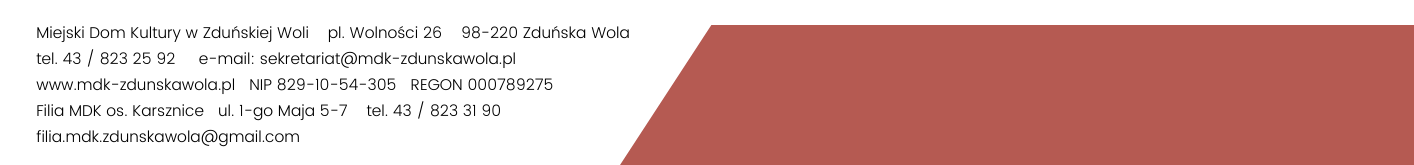 Miejski Dom Kultury w Zduńskiej Woli pl. Wolności 26 98-220 Zduńska Wola
tel. 43 / 823 25 92 e-mail: sekretariat@mdk-zdunskawola.pl
www.mdk-zdunskawola.pl NIP 829-10-54-305 REGON 000789275
Filia MDK os. Karsznice ul. 1-go Maja 5-7 tel. 43 / 823 31 90
filia.mdk.zdunskawola@gmail.com